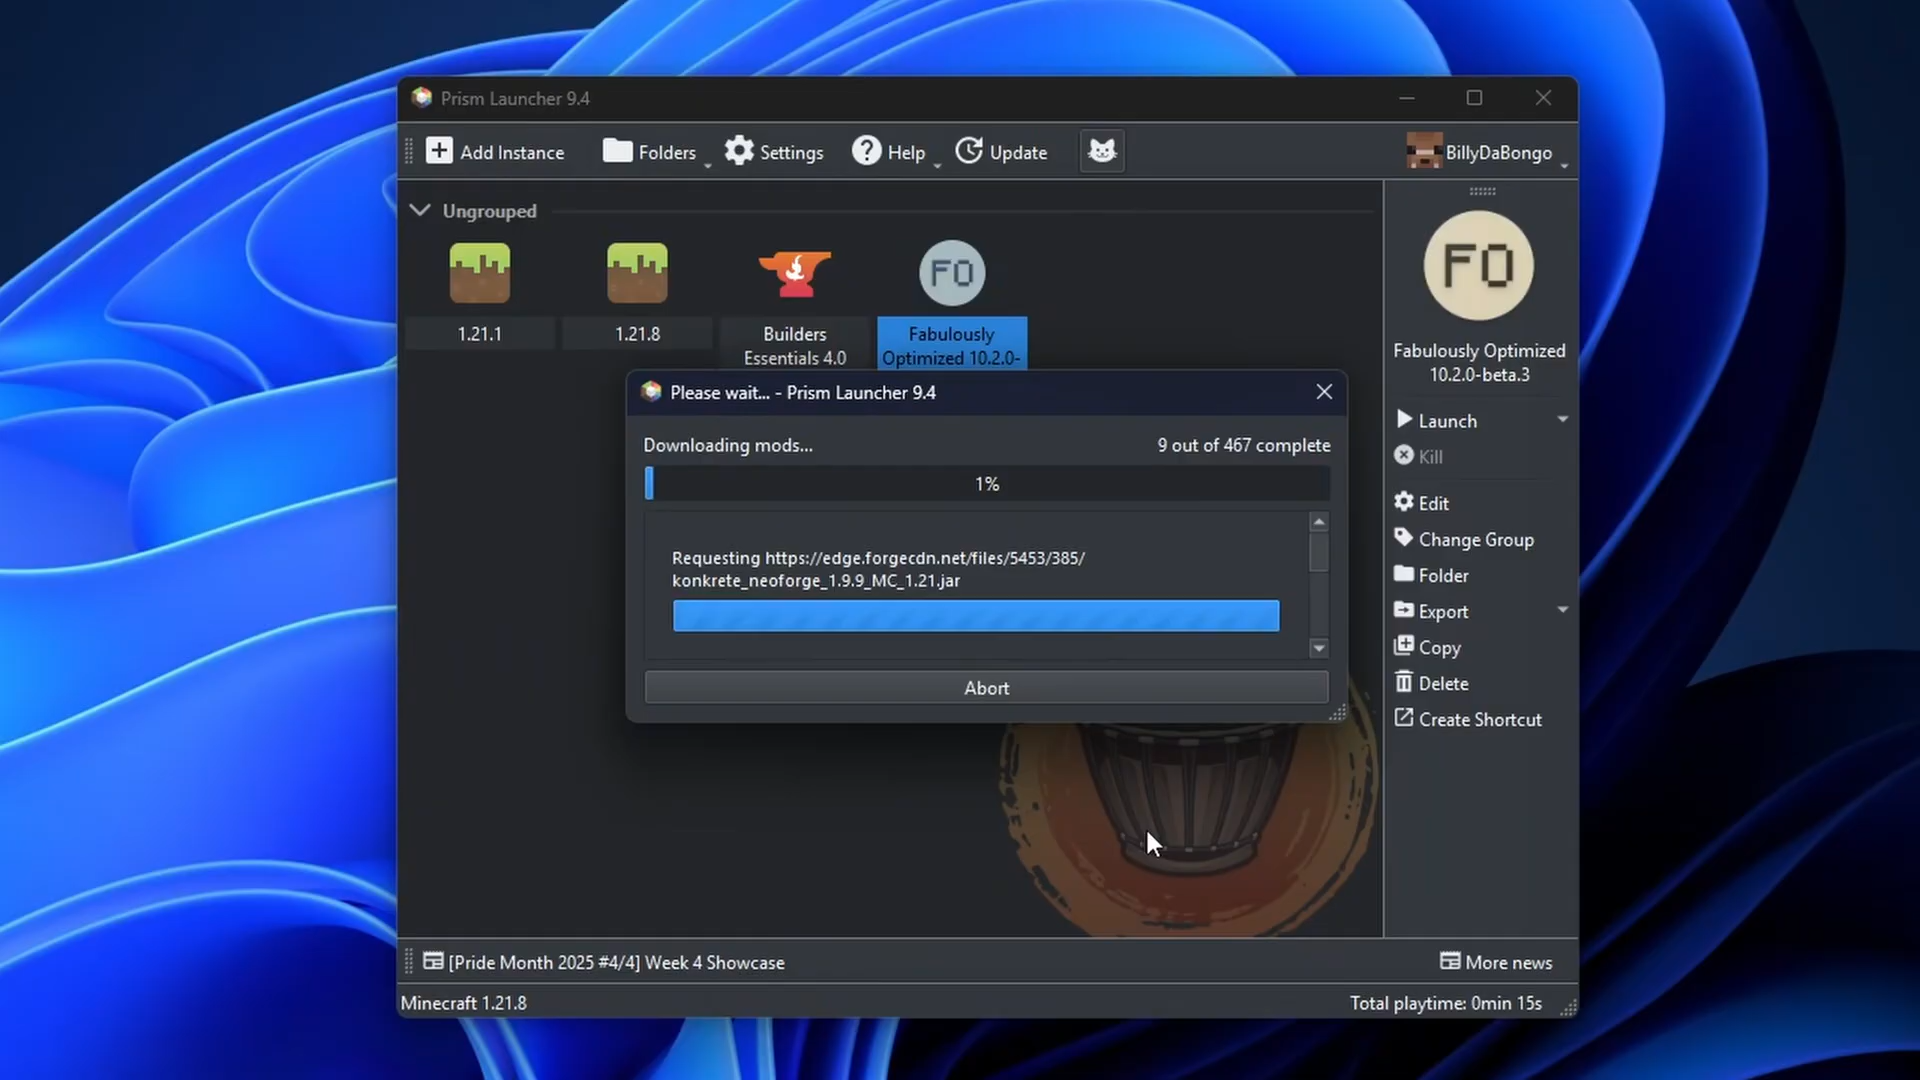 Prism Launcher 9.4
Add Instance
Folders
Settings
Help
Update
BillyDaBongo
Ungrouped
FO
FO
1.21.1
1.21.8
Builders
Essentials 4.0
Fabulously
Optimized 10.2.0-
Fabulously Optimized
10.2.0-beta.3
Please wait... - Prism Launcher 9.4
Downloading mods...
9 out of 467 complete
1%
Requesting https://edge.forgecdn.net/files/5453/385/
konkrete_neoforge_1.9.9_MC_1.21.jar
Abort
Launch
Kill
Edit
Change Group
Folder
Export
Copy
Delete
Create Shortcut
[Pride Month 2025 #4/4] Week 4 Showcase
More news
Minecraft 1.21.8
Total playtime: 0min 15s